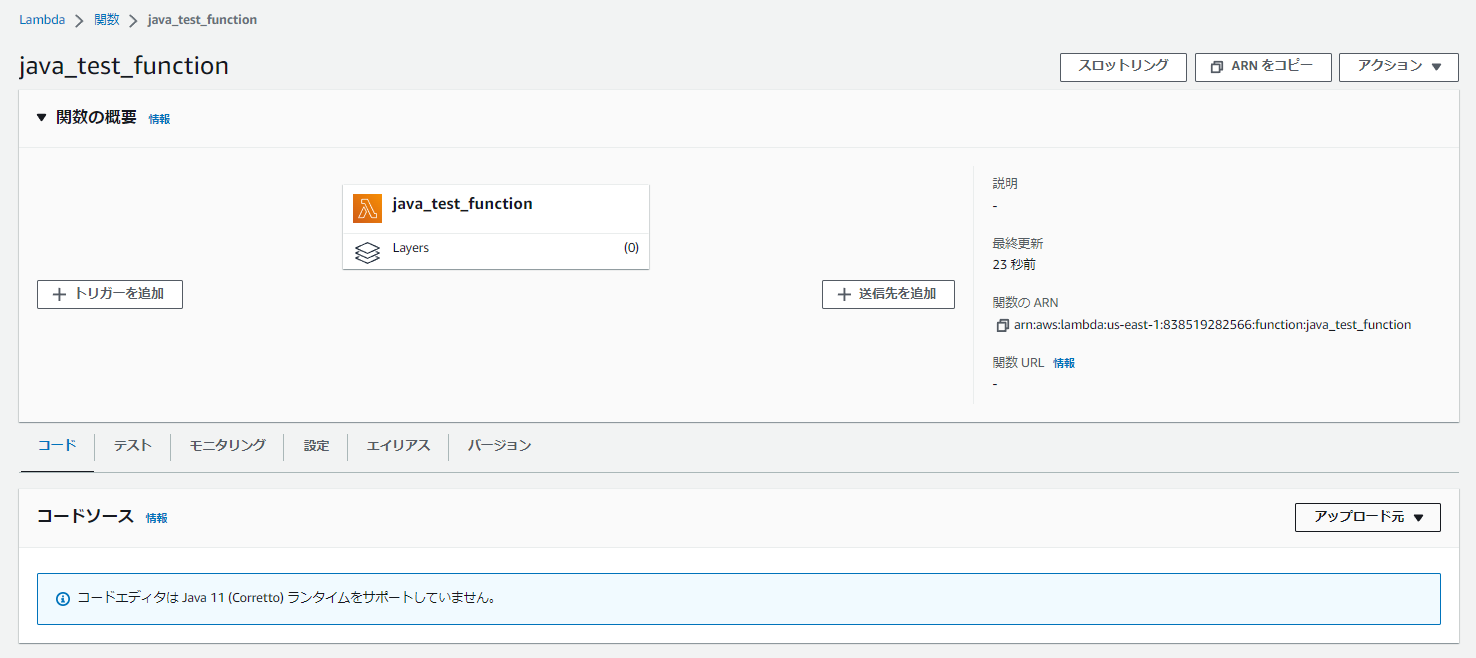 Lambda > 関数 > java_test_function
java_test_function
スロットリング
ARN をコピー
アクション ▼
▼ 関数の概要 情報
java_test_function
Layers (0)
+ トリガーを追加
+ 送信先を追加
説明
-
最終更新
23 秒前
関数の ARN
arn:aws:lambda:us-east-1:838519282566:function:java_test_function
関数 URL 情報
-
コード
テスト
モニタリング
設定
エイリアス
バージョン
コードソース 情報
アップロード元 ▼
コードエディタは Java 11 (Corretto) ランタイムをサポートしていません。